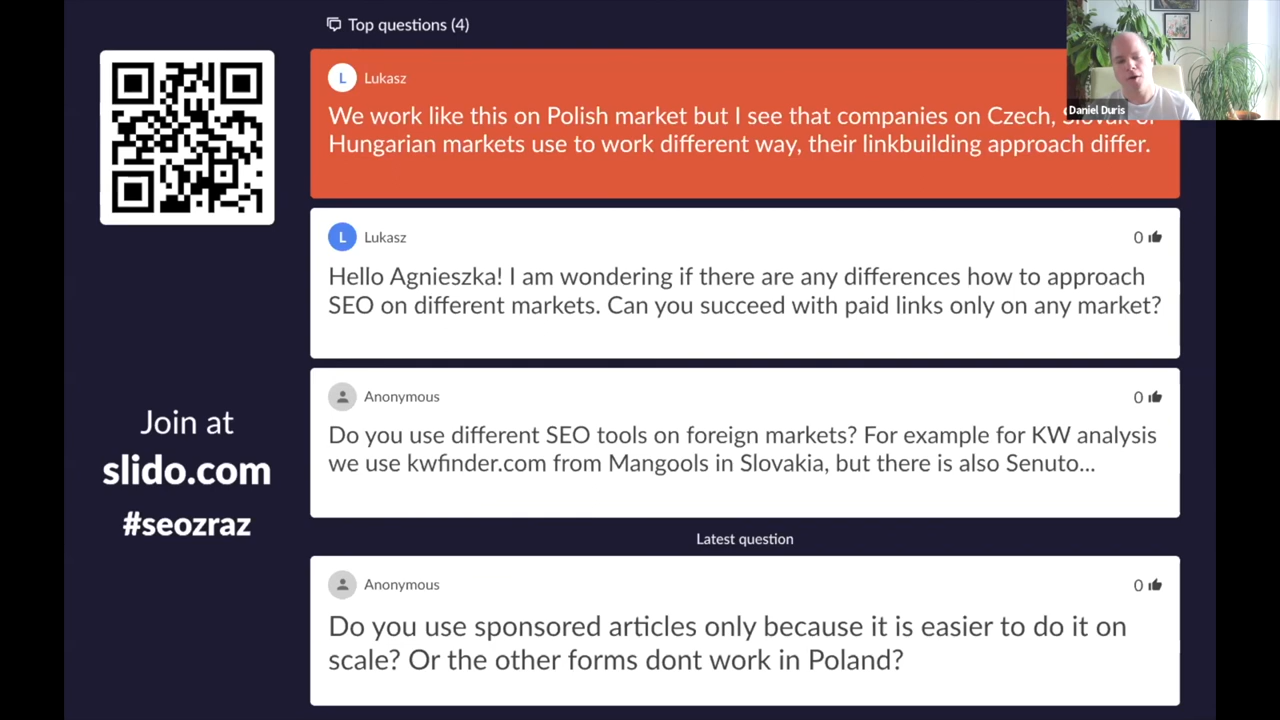 Top questions (4)
L Lukasz
We work like this on Polish market but I see that companies on Czech,
Hungarian markets use to work different way, their linkbuilding approach differ.
Daniel Duris
L Lukasz
0
Hello Agnieszka! I am wondering if there are any differences how to approach
SEO on different markets. Can you succeed with paid links only on any market?
Anonymous
0
Do you use different SEO tools on foreign markets? For example for KW analysis
we use kwfinder.com from Mangools in Slovakia, but there is also Senuto...
Latest question
Anonymous
0
Do you use sponsored articles only because it is easier to do it on
scale? Or the other forms dont work in Poland?
Join at
slido.com
#seozraz